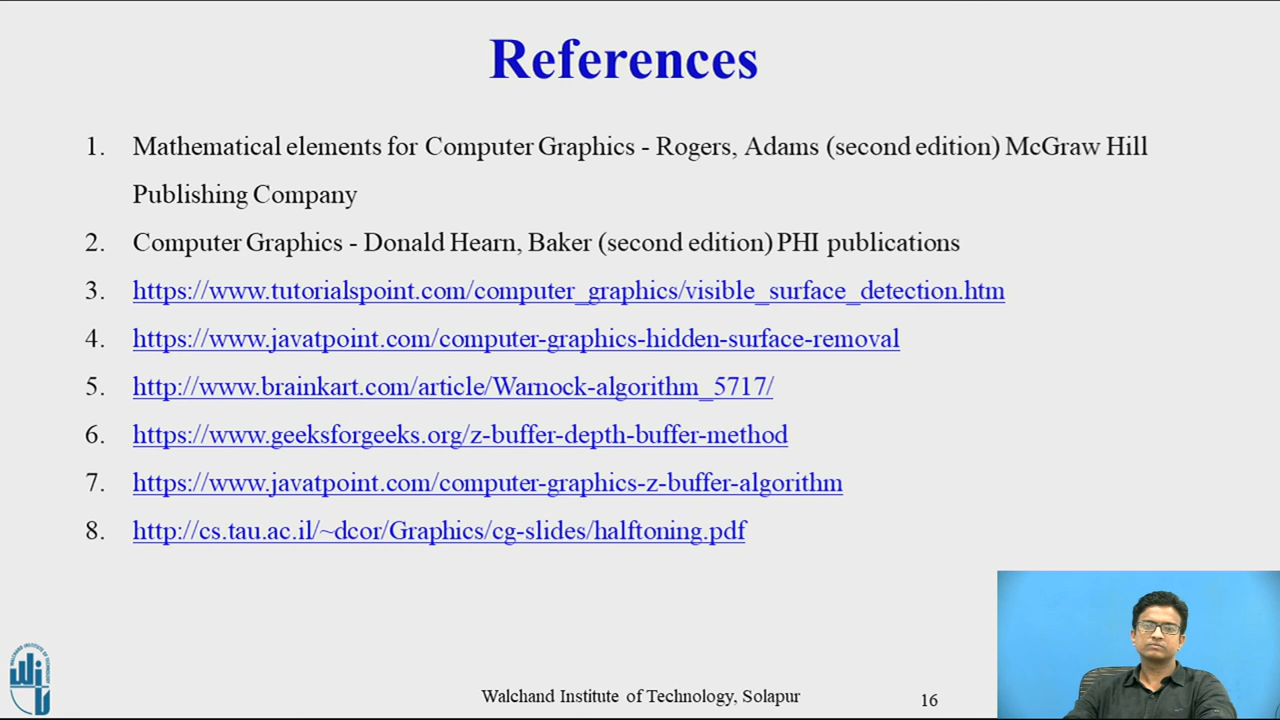 References
1. Mathematical elements for Computer Graphics - Rogers, Adams (second edition) McGraw Hill
Publishing Company
2. Computer Graphics - Donald Hearn, Baker (second edition) PHI publications
3. https://www.tutorialspoint.com/computer_graphics/visible_surface_detection.htm
4. https://www.javatpoint.com/computer-graphics-hidden-surface-removal
5. http://www.brainkart.com/article/Warnock-algorithm_5717/
6. https://www.geeksforgeeks.org/z-buffer-depth-buffer-method
7. https://www.javatpoint.com/computer-graphics-z-buffer-algorithm
8. http://cs.tau.ac.il/~dcor/Graphics/cg-slides/halftoning.pdf
WALCHAND INSTITUTE OF TECHNOLOGY
Walchand Institute of Technology, Solapur
16